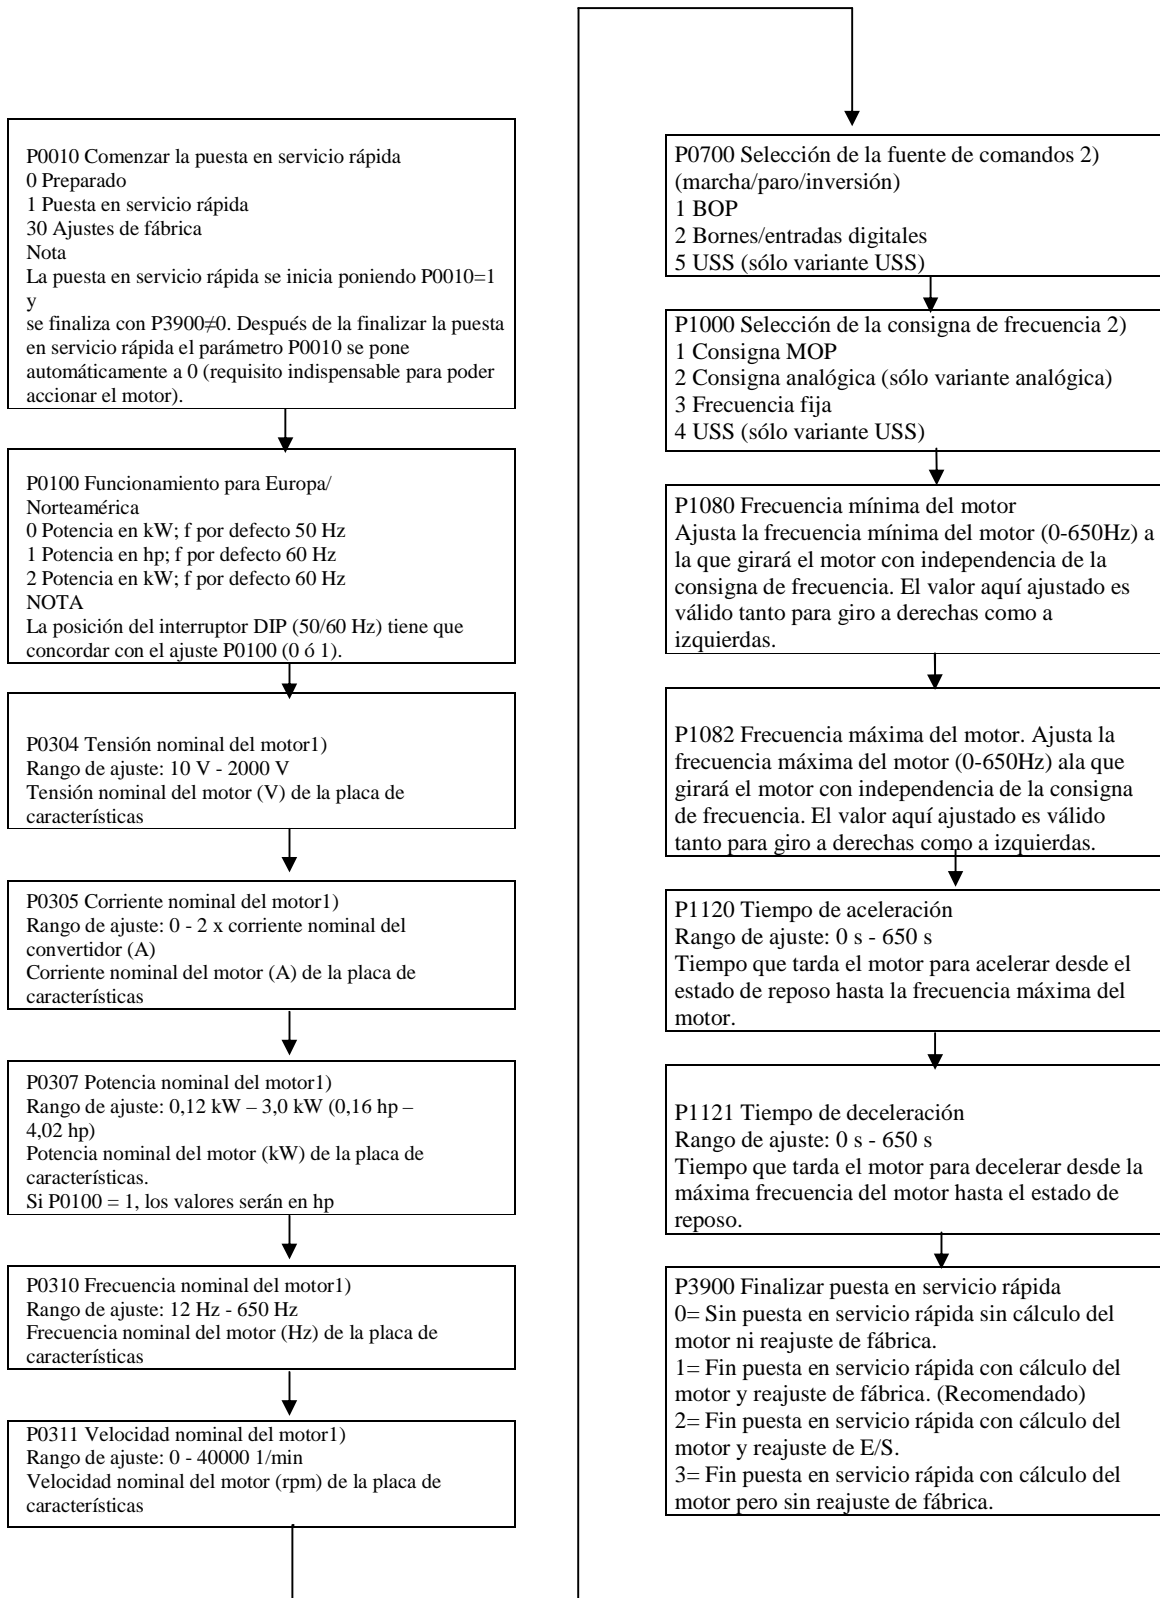 P0010 Comenzar la puesta en servicio rápida
0 Preparado
1 Puesta en servicio rápida
30 Ajustes de fábrica
Nota
La puesta en servicio rápida se inicia poniendo P0010=1
y
se finaliza con P3900≠0. Después de la finalizar la puesta
en servicio rápida el parámetro P0010 se pone
automáticamente a 0 (requisito indispensable para poder
accionar el motor).
P0100 Funcionamiento para Europa/
Norteamérica
0 Potencia en kW; f por defecto 50 Hz
1 Potencia en hp; f por defecto 60 Hz
2 Potencia en kW; f por defecto 60 Hz
NOTA
La posición del interruptor DIP (50/60 Hz) tiene que
concordar con el ajuste P0100 (0 ó 1).
P0304 Tensión nominal del motor1)
Rango de ajuste: 10 V - 2000 V
Tensión nominal del motor (V) de la placa de
características
P0305 Corriente nominal del motor1)
Rango de ajuste: 0 - 2 x corriente nominal del
convertidor (A)
Corriente nominal del motor (A) de la placa de
características
P0307 Potencia nominal del motor1)
Rango de ajuste: 0,12 kW – 3,0 kW (0,16 hp –
4,02 hp)
Potencia nominal del motor (kW) de la placa de
características.
Si P0100 = 1, los valores serán en hp
P0310 Frecuencia nominal del motor1)
Rango de ajuste: 12 Hz - 650 Hz
Frecuencia nominal del motor (Hz) de la placa de
características
P0311 Velocidad nominal del motor1)
Rango de ajuste: 0 - 40000 1/min
Velocidad nominal del motor (rpm) de la placa de
características
P0700 Selección de la fuente de comandos 2)
(marcha/paro/inversión)
1 BOP
2 Bornes/entradas digitales
5 USS (sólo variante USS)
P1000 Selección de la consigna de frecuencia 2)
1 Consigna MOP
2 Consigna analógica (sólo variante analógica)
3 Frecuencia fija
4 USS (sólo variante USS)
P1080 Frecuencia mínima del motor
Ajusta la frecuencia mínima del motor (0-650Hz) a
la que girará el motor con independencia de la
consigna de frecuencia. El valor aquí ajustado es
válido tanto para giro a derechas como a
izquierdas.
P1082 Frecuencia máxima del motor. Ajusta la
frecuencia máxima del motor (0-650Hz) ala que
girará el motor con independencia de la consigna
de frecuencia. El valor aquí ajustado es válido
tanto para giro a derechas como a izquierdas.
P1120 Tiempo de aceleración
Rango de ajuste: 0 s - 650 s
Tiempo que tarda el motor para acelerar desde el
estado de reposo hasta la frecuencia máxima del
motor.
P1121 Tiempo de deceleración
Rango de ajuste: 0 s - 650 s
Tiempo que tarda el motor para decelerar desde la
máxima frecuencia del motor hasta el estado de
reposo.
P3900 Finalizar puesta en servicio rápida
0= Sin puesta en servicio rápida sin cálculo del
motor ni reajuste de fábrica.
1= Fin puesta en servicio rápida con cálculo del
motor y reajuste de fábrica. (Recomendado)
2= Fin puesta en servicio rápida con cálculo del
motor y reajuste de E/S.
3= Fin puesta en servicio rápida con cálculo del
motor pero sin reajuste de fábrica.